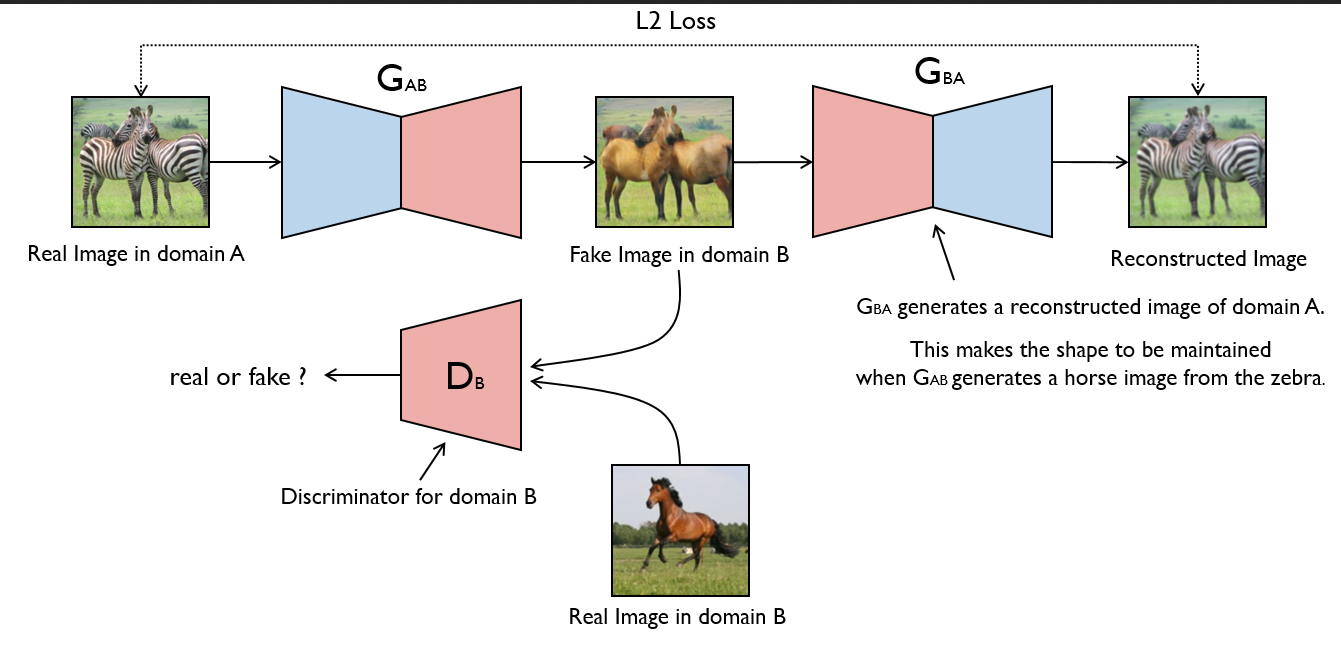 L2 Loss
GAB
GBA
Real Image in domain A
Fake Image in domain B
Reconstructed Image
GBA generates a reconstructed image of domain A.
This makes the shape to be maintained
when GAB generates a horse image from the zebra.
real or fake ?
DB
Discriminator for domain B
Real Image in domain B